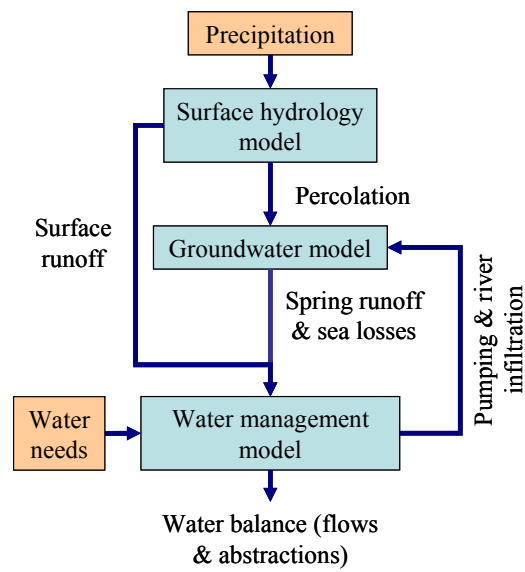 Precipitation
Surface hydrology
model
Percolation
Surface
runoff
Groundwater model
Spring runoff
& sea losses
Pumping & river
infiltration
Water
needs
Water management
model
Water balance (flows
& abstractions)